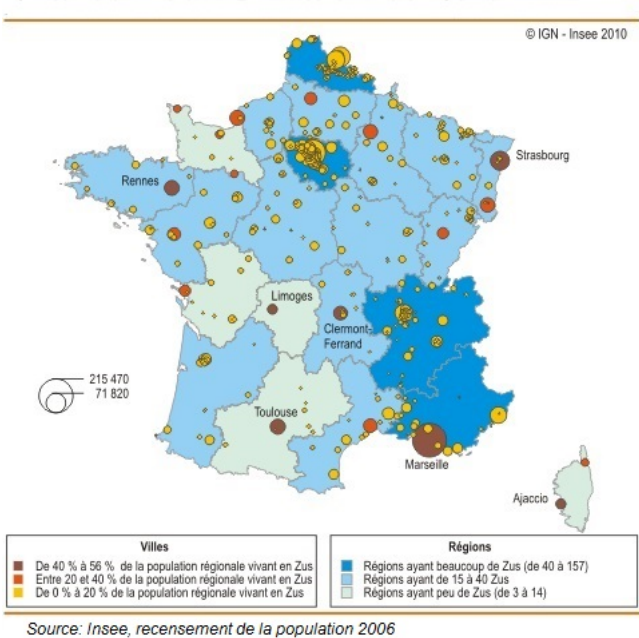 © IGN - Insee 2010
Strasbourg
Rennes
Limoges
Clermont-
Ferrand
215 470
71 820
Toulouse
Marseille
Ajaccio
Villes
De 40 % à 56 % de la population régionale vivant en Zus
Entre 20 et 40 % de la population régionale vivant en Zus
De 0 % à 20 % de la population régionale vivant en Zus
Régions
Régions ayant beaucoup de Zus (de 40 à 157)
Régions ayant de 15 à 40 Zus
Régions ayant peu de Zus (de 3 à 14)
Source: Insee, recensement de la population 2006